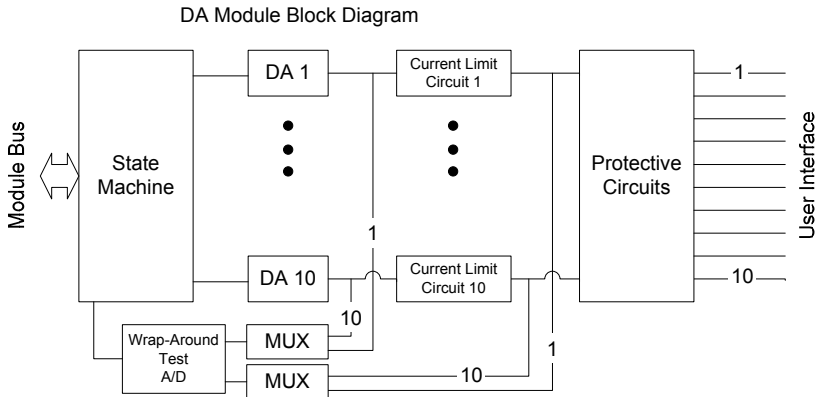 DA Module Block Diagram
Module Bus
State
Machine
DA 1
Current Limit
Circuit 1
Protective
Circuits
1
User Interface
1
DA 10
Current Limit
Circuit 10
10
10
Wrap-Around
Test
A/D
MUX
MUX
10
1